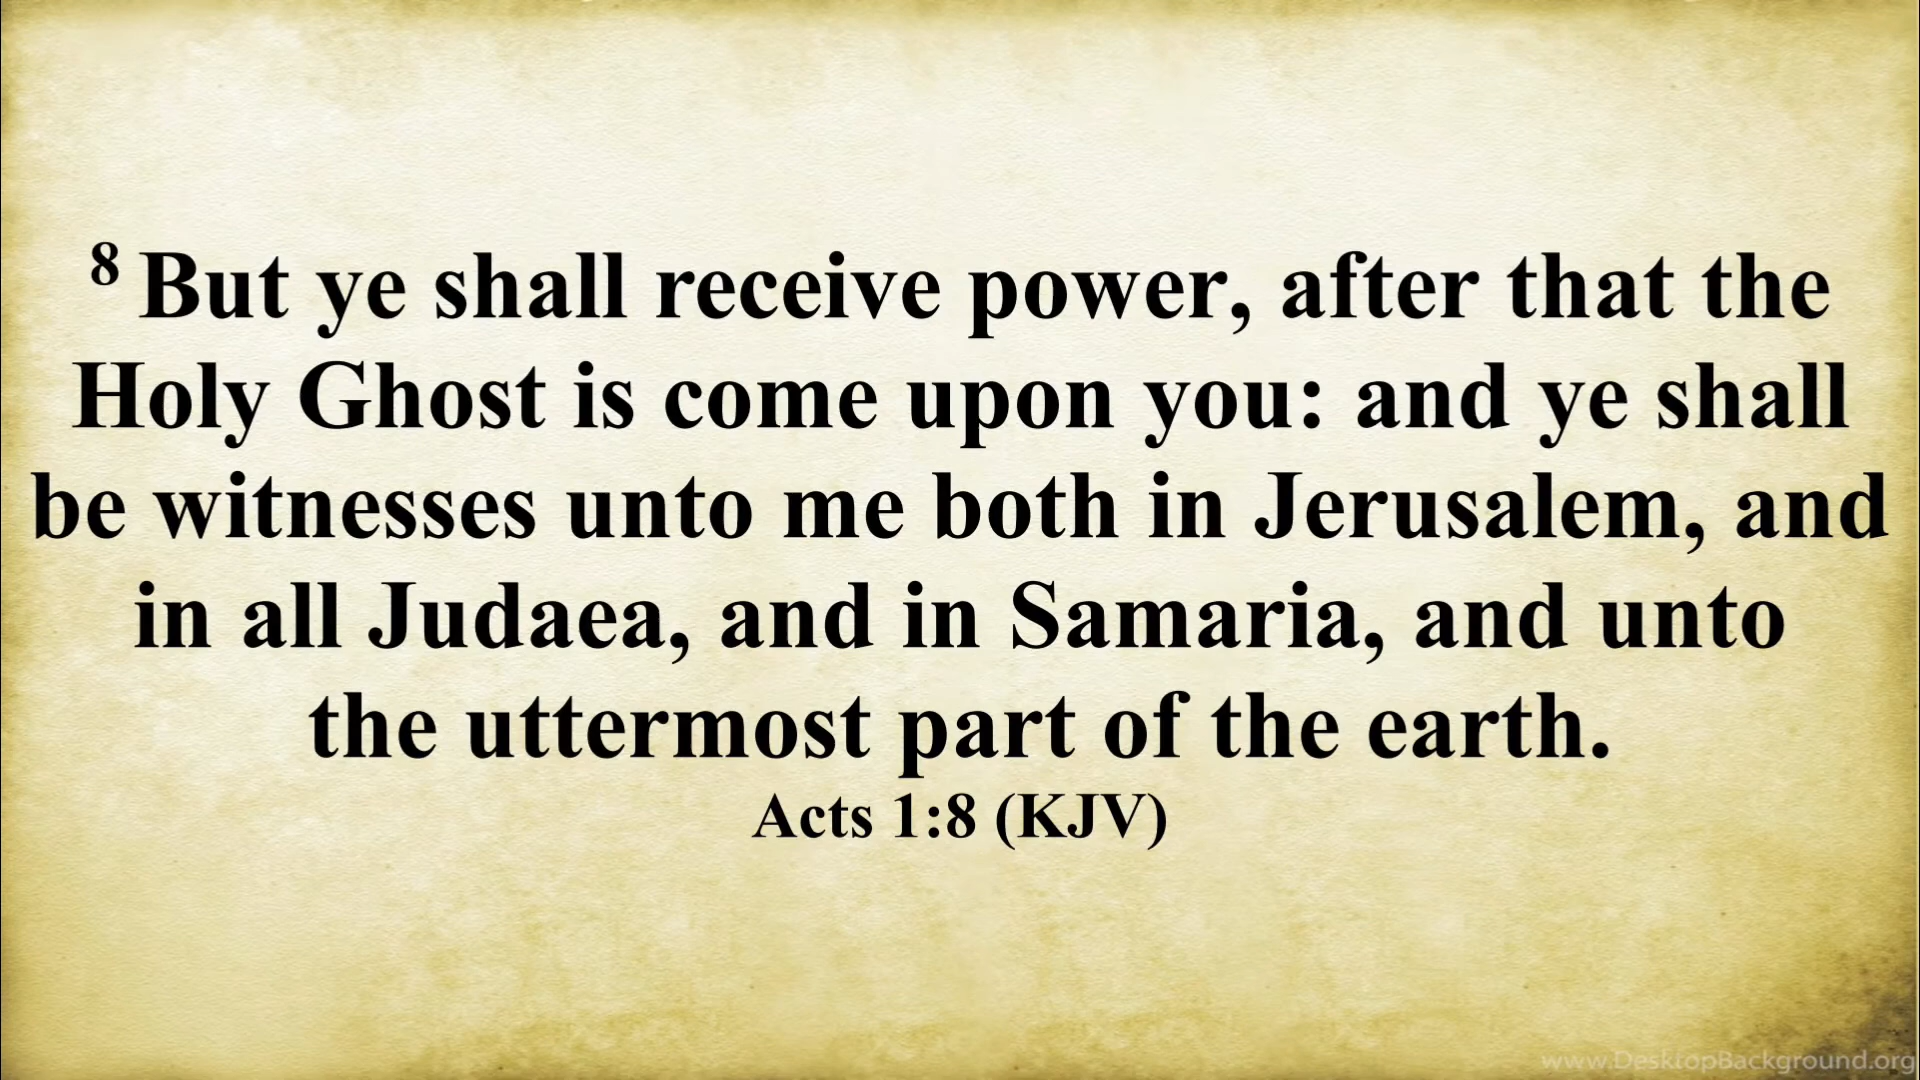 8 But ye shall receive power, after that the
Holy Ghost is come upon you: and ye shall
be witnesses unto me both in Jerusalem, and
in all Judaea, and in Samaria, and unto
the uttermost part of the earth.
Acts 1:8 (KJV)
www.DesktopBackground.org